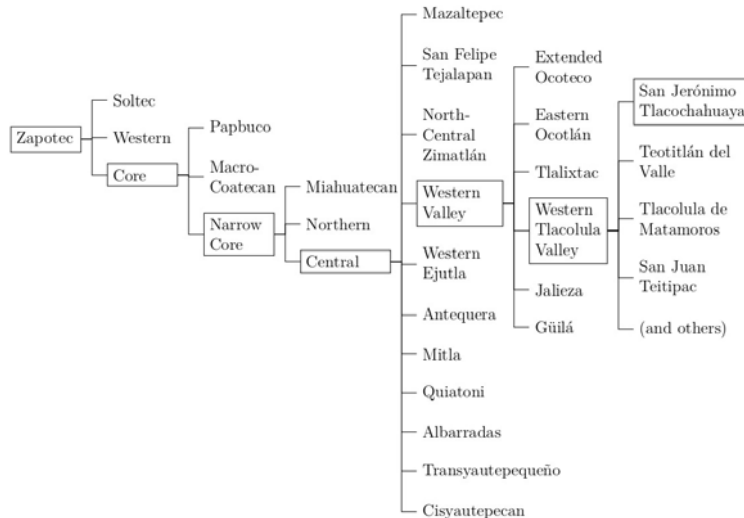 Zapotec
Soltec
Western
Core
Papbuco
Macro-
Coatecan
Narrow
Core
Miahuatecan
Northern
Central
Mazaltepec
San Felipe
Tejalapan
North-
Central
Zimatlán
Western
Valley
Western
Ejutla
Antequera
Mitla
Quiatoni
Albarradas
Transyautepequeño
Cisyautepecan
Extended
Ocoteco
Eastern
Ocotlán
Tlalixtac
Western
Tlacolula
Valley
Jalieza
Güilá
San Jerónimo
Tlacochahuaya
Teotitlán del
Valle
Tlacolula de
Matamoros
San Juan
Teitipac
(and others)